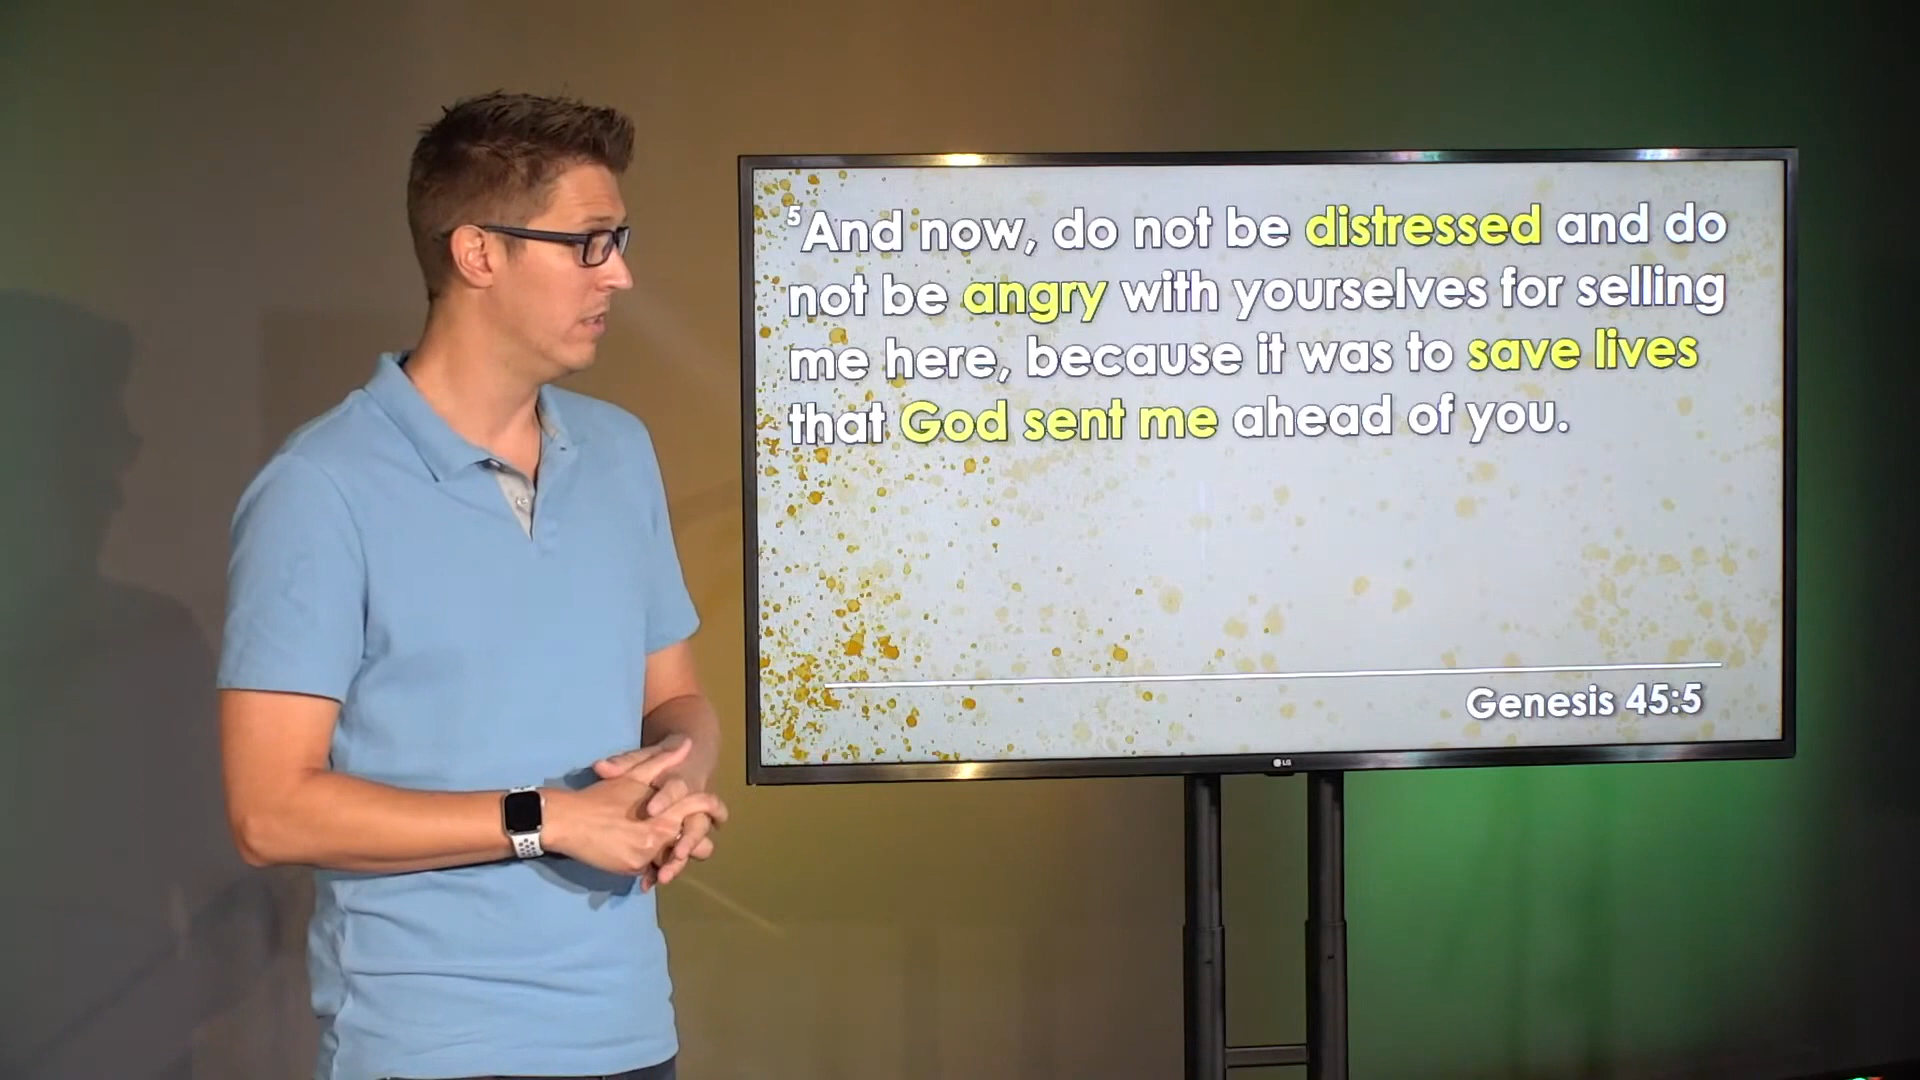 ⁵And now, do not be distressed and do
not be angry with yourselves for selling
me here, because it was to save lives
that God sent me ahead of you.
Genesis 45:5
LG